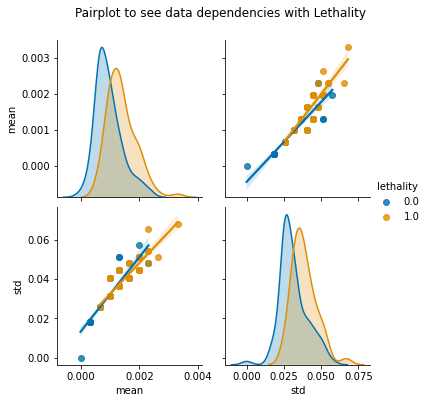 Pairplot to see data dependencies with Lethality
0.003
0.002
0.001
0.000
mean
lethality
0.0
1.0
0.06
0.04
0.02
0.00
std
0.000 0.002 0.004
mean
0.000 0.025 0.050 0.075
std